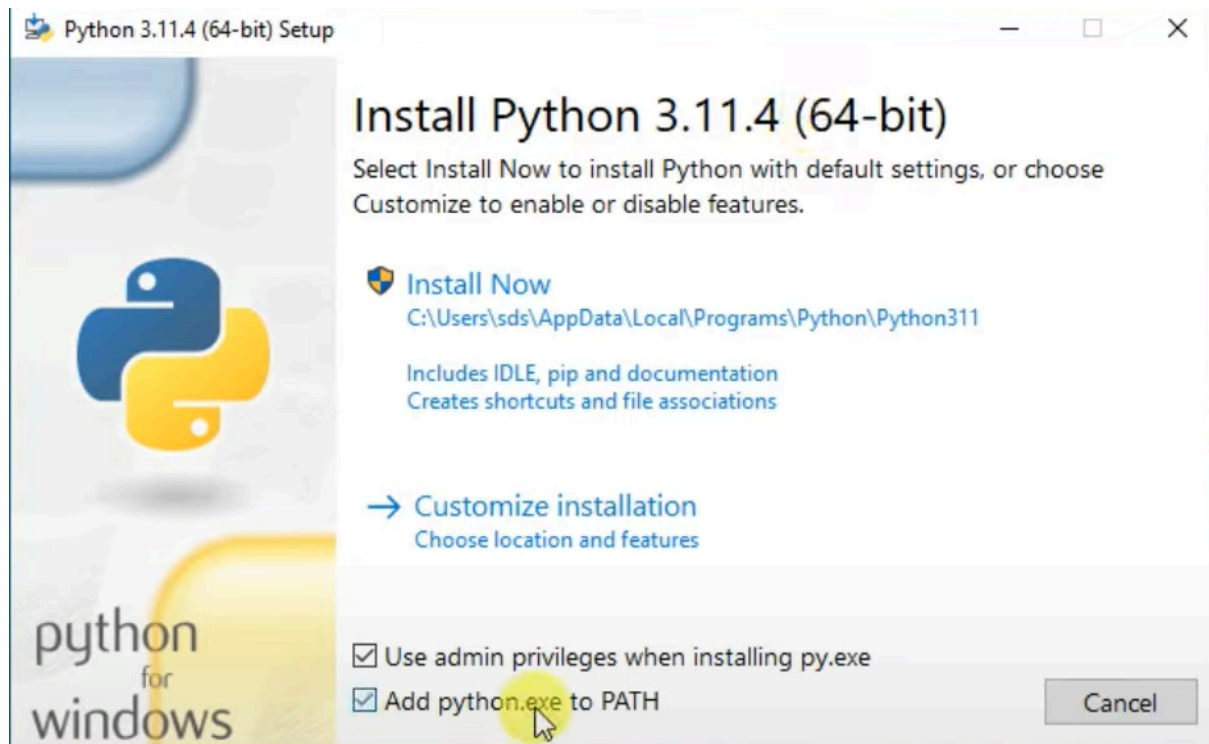 Python 3.11.4 (64-bit) Setup
Install Python 3.11.4 (64-bit)
Select Install Now to install Python with default settings, or choose
Customize to enable or disable features.
Install Now
C:\Users\sds\AppData\Local\Programs\Python\Python311
Includes IDLE, pip and documentation
Creates shortcuts and file associations
Customize installation
Choose location and features
python
for
windows
Use admin privileges when installing py.exe
Add python.exe to PATH
Cancel